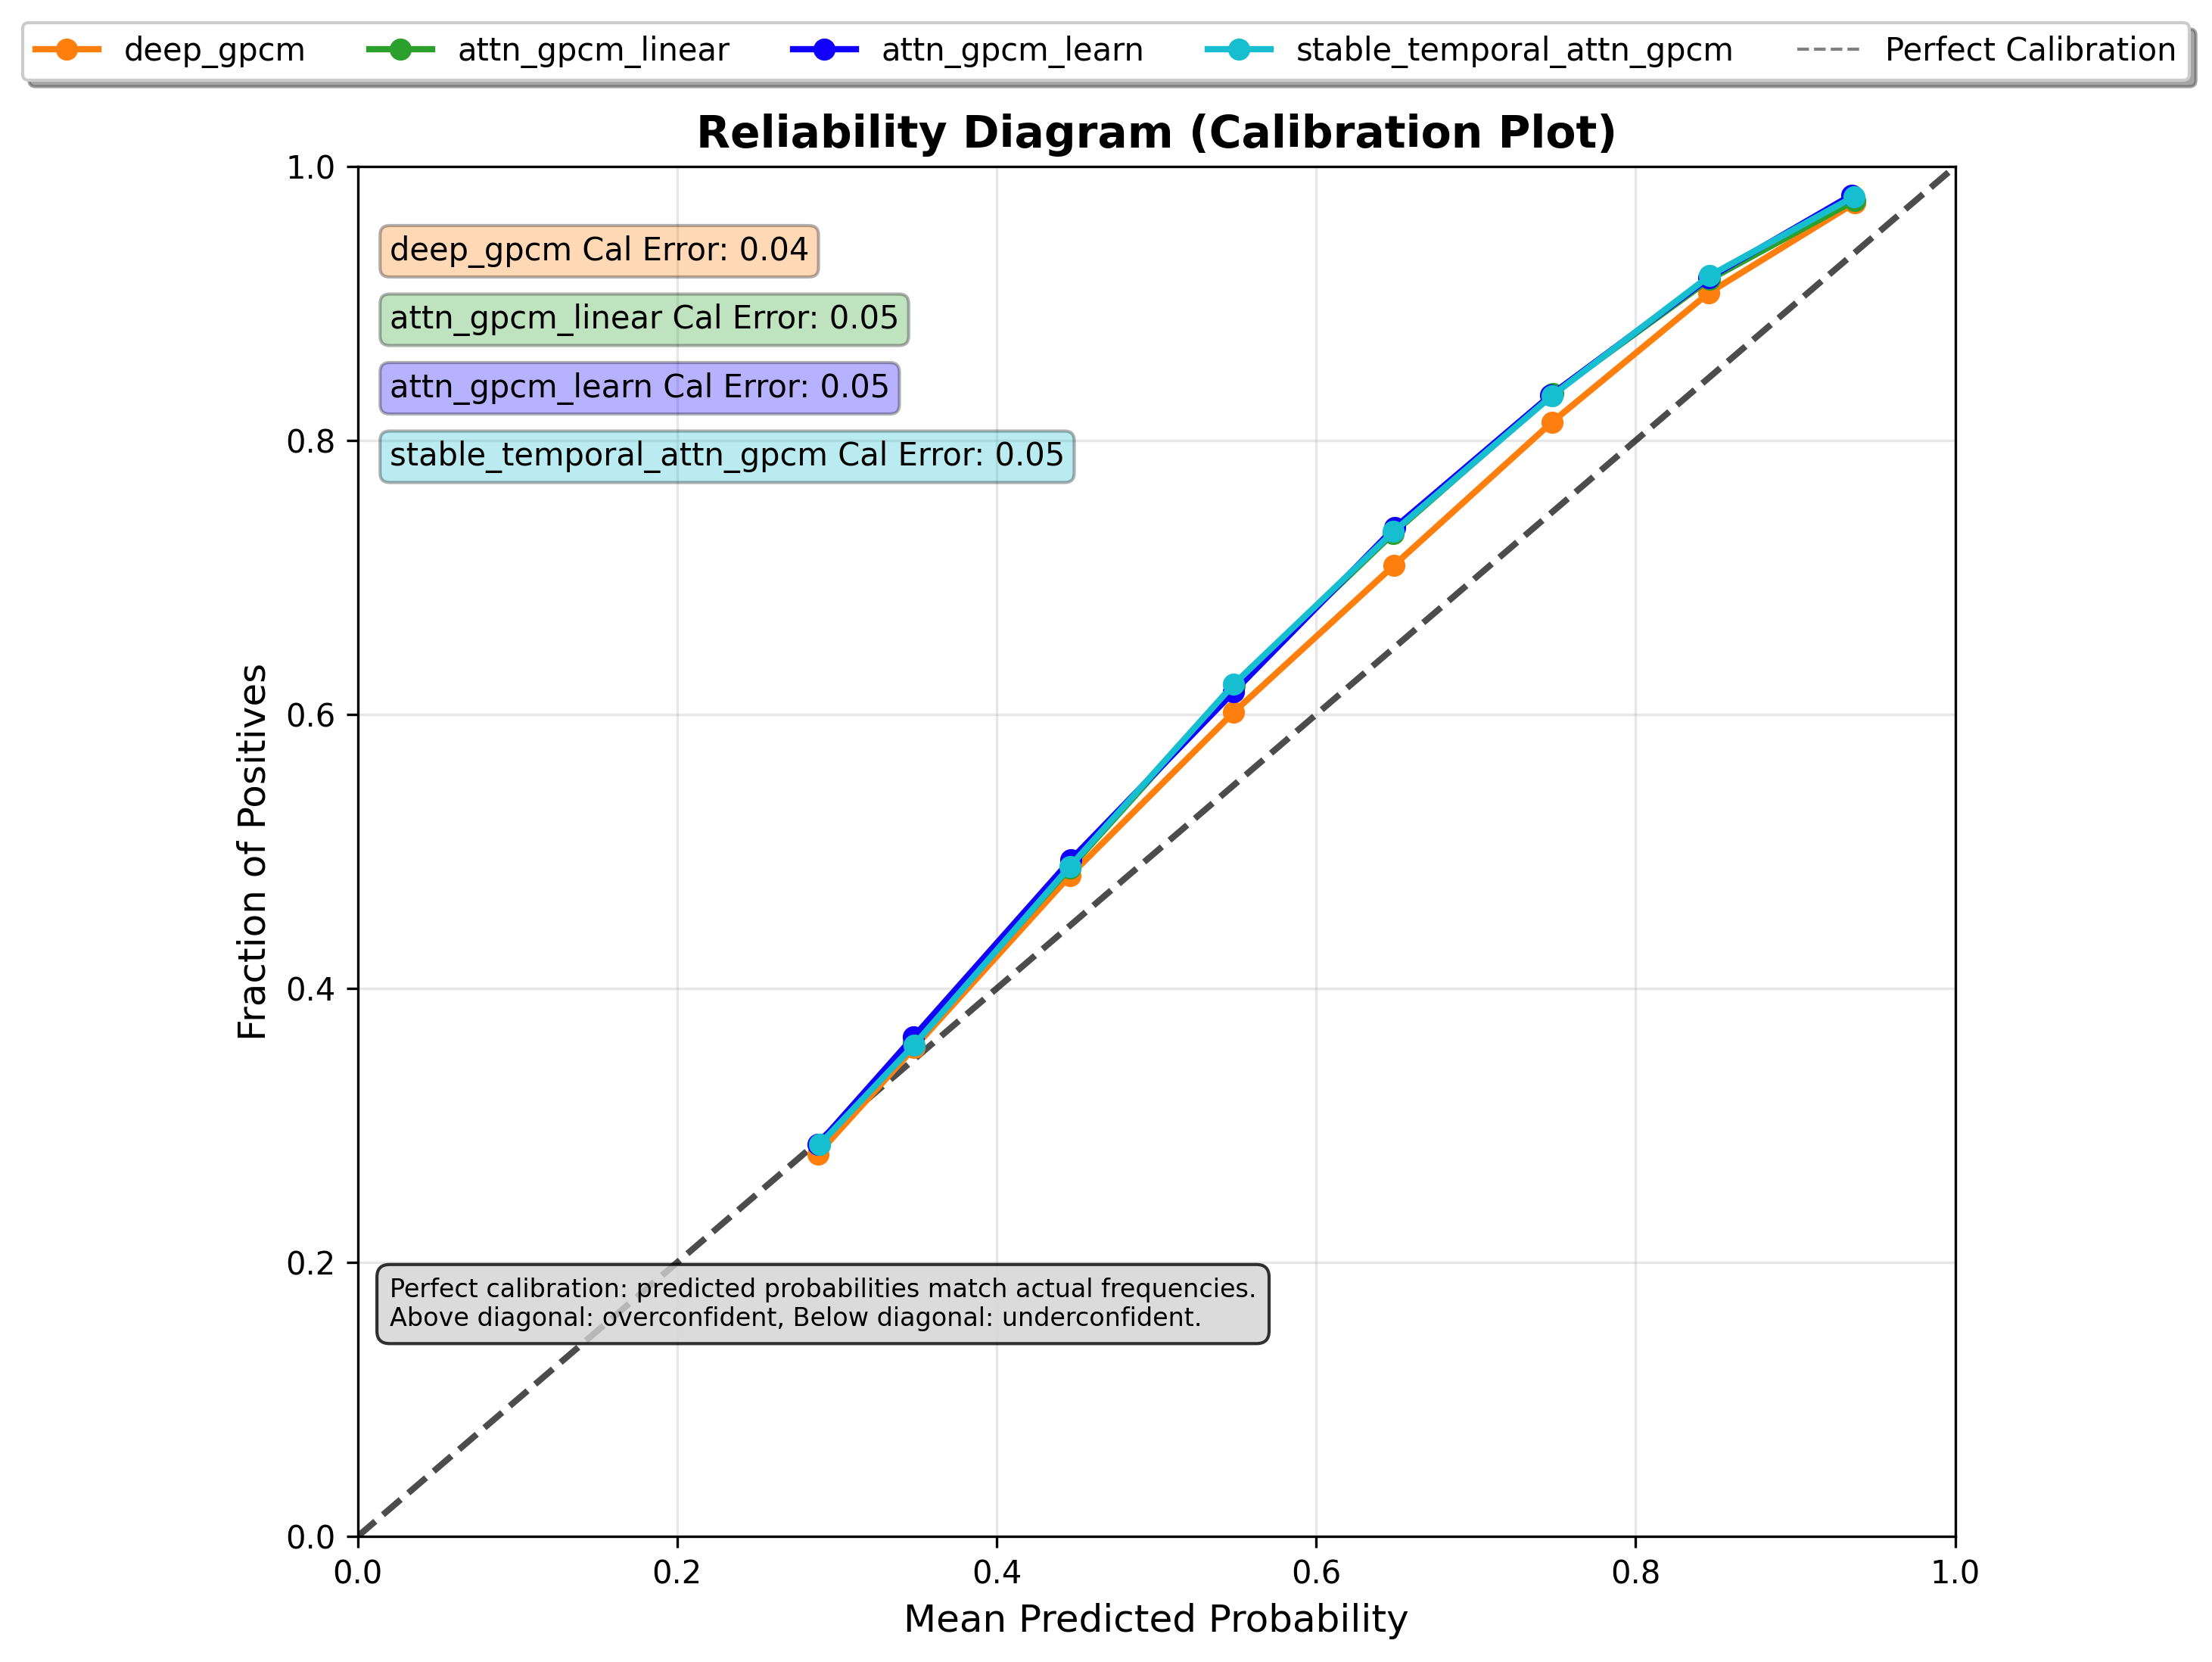 deep_gpcm attn_gpcm_linear attn_gpcm_learn stable_temporal_attn_gpcm Perfect Calibration
Reliability Diagram (Calibration Plot)
1.0
0.8
0.6
0.4
0.2
0.0
Fraction of Positives
deep_gpcm Cal Error: 0.04
attn_gpcm_linear Cal Error: 0.05
attn_gpcm_learn Cal Error: 0.05
stable_temporal_attn_gpcm Cal Error: 0.05
Perfect calibration: predicted probabilities match actual frequencies.
Above diagonal: overconfident, Below diagonal: underconfident.
0.0 0.2 0.4 0.6 0.8 1.0
Mean Predicted Probability